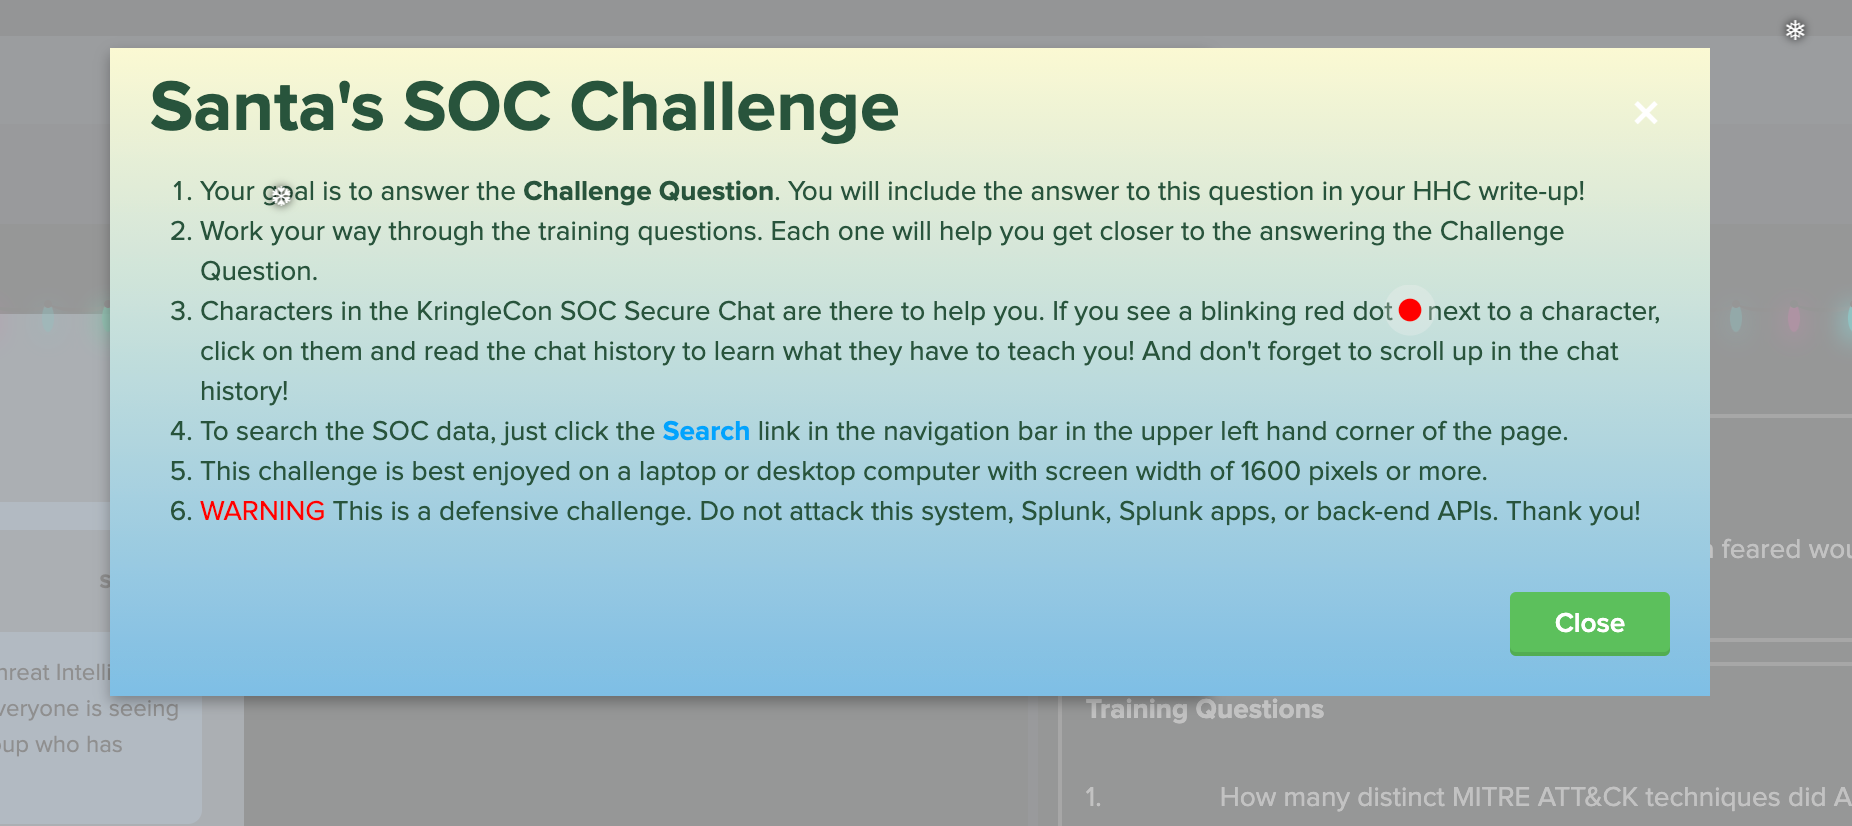 Santa's SOC Challenge
1. Your goal is to answer the Challenge Question. You will include the answer to this question in your HHC write-up!
2. Work your way through the training questions. Each one will help you get closer to the answering the Challenge
Question.
3. Characters in the KringleCon SOC Secure Chat are there to help you. If you see a blinking red dot next to a character,
click on them and read the chat history to learn what they have to teach you! And don't forget to scroll up in the chat
history!
4. To search the SOC data, just click the Search link in the navigation bar in the upper left hand corner of the page.
5. This challenge is best enjoyed on a laptop or desktop computer with screen width of 1600 pixels or more.
6. WARNING This is a defensive challenge. Do not attack this system, Splunk, Splunk apps, or back-end APIs. Thank you!
feared
Close
is seeing
who has
Training Questions
1. How many distinct MITRE ATT&CK techniques did